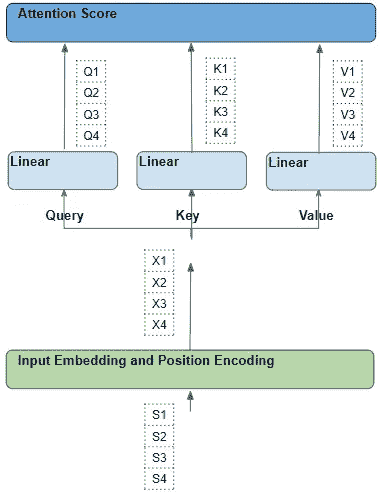 Attention Score
Q1
Q2
Q3
Q4
K1
K2
K3
K4
V1
V2
V3
V4
Linear
Linear
Linear
Query
Key
Value
X1
X2
X3
X4
Input Embedding and Position Encoding
S1
S2
S3
S4